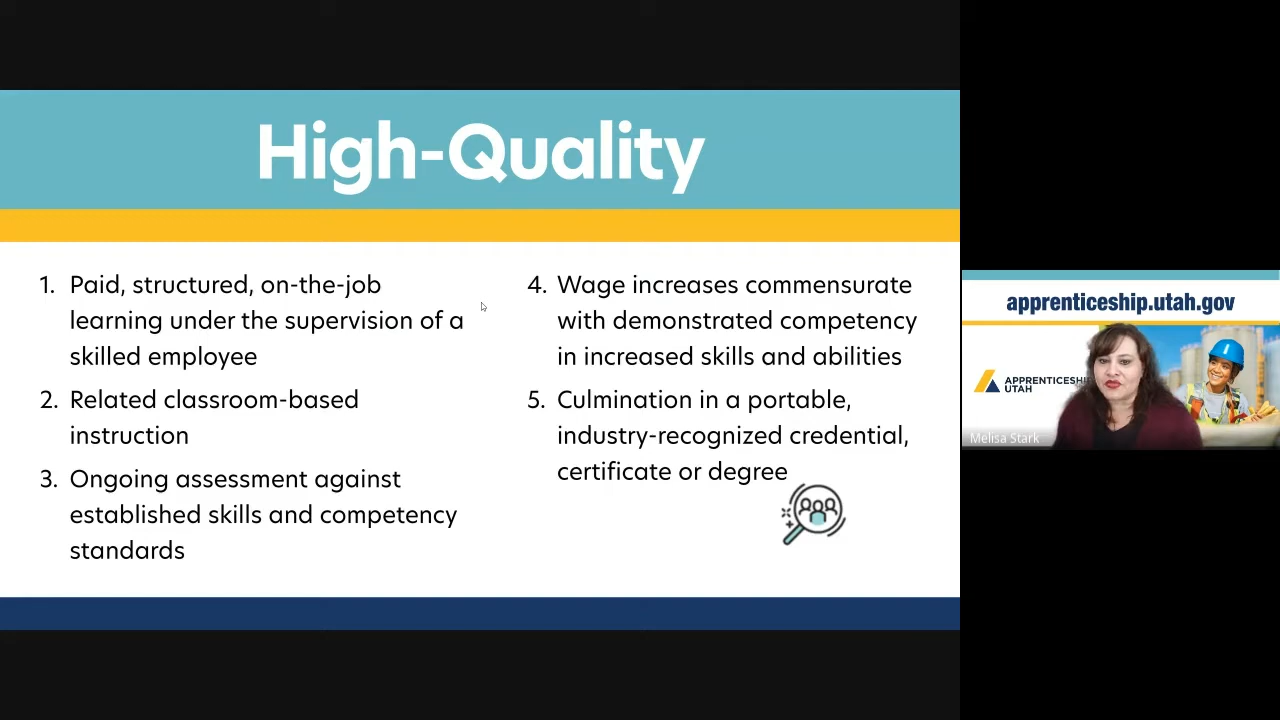 High-Quality
1. Paid, structured, on-the-job
learning under the supervision of a
skilled employee
2. Related classroom-based
instruction
3. Ongoing assessment against
established skills and competency
standards
4. Wage increases commensurate
with demonstrated competency
in increased skills and abilities
5. Culmination in a portable,
industry-recognized credential,
certificate or degree
apprenticeship.utah.gov
APPRENTICESHIP
UTAH
Melisa Stark